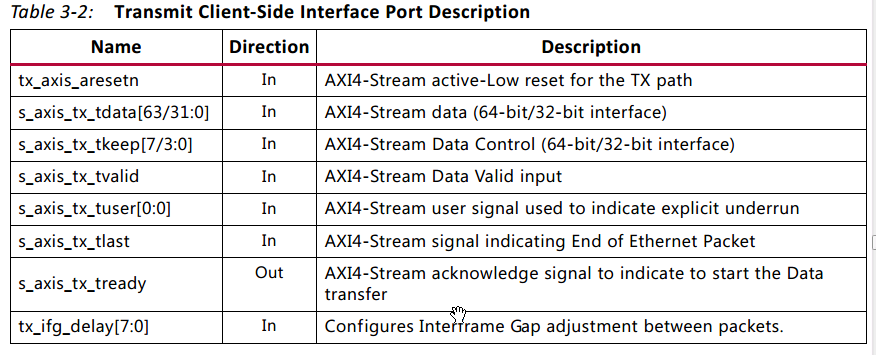 Table 3-2: Transmit Client-Side Interface Port Description
Name Direction Description
tx_axis_aresetn In AXI4-Stream active-Low reset for the TX path
s_axis_tx_tdata[63/31:0] In AXI4-Stream data (64-bit/32-bit interface)
s_axis_tx_tkeep[7/3:0] In AXI4-Stream Data Control (64-bit/32-bit interface)
s_axis_tx_tvalid In AXI4-Stream Data Valid input
s_axis_tx_tuser[0:0] In AXI4-Stream user signal used to indicate explicit underrun
s_axis_tx_tlast In AXI4-Stream signal indicating End of Ethernet Packet
s_axis_tx_tready Out AXI4-Stream acknowledge signal to indicate to start the Data
transfer
tx_ifg_delay[7:0] In Configures Interframe Gap adjustment between packets.